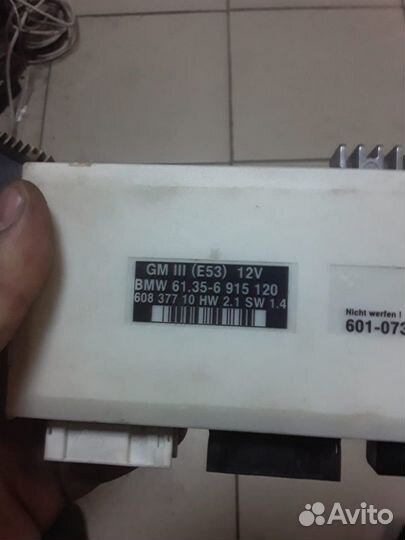 GM III (E53) 12V
BMW 61.35-6 915 120
608 377 10 HW 2.1 SW 1.4
Nicht werfen !
601-073
Avito